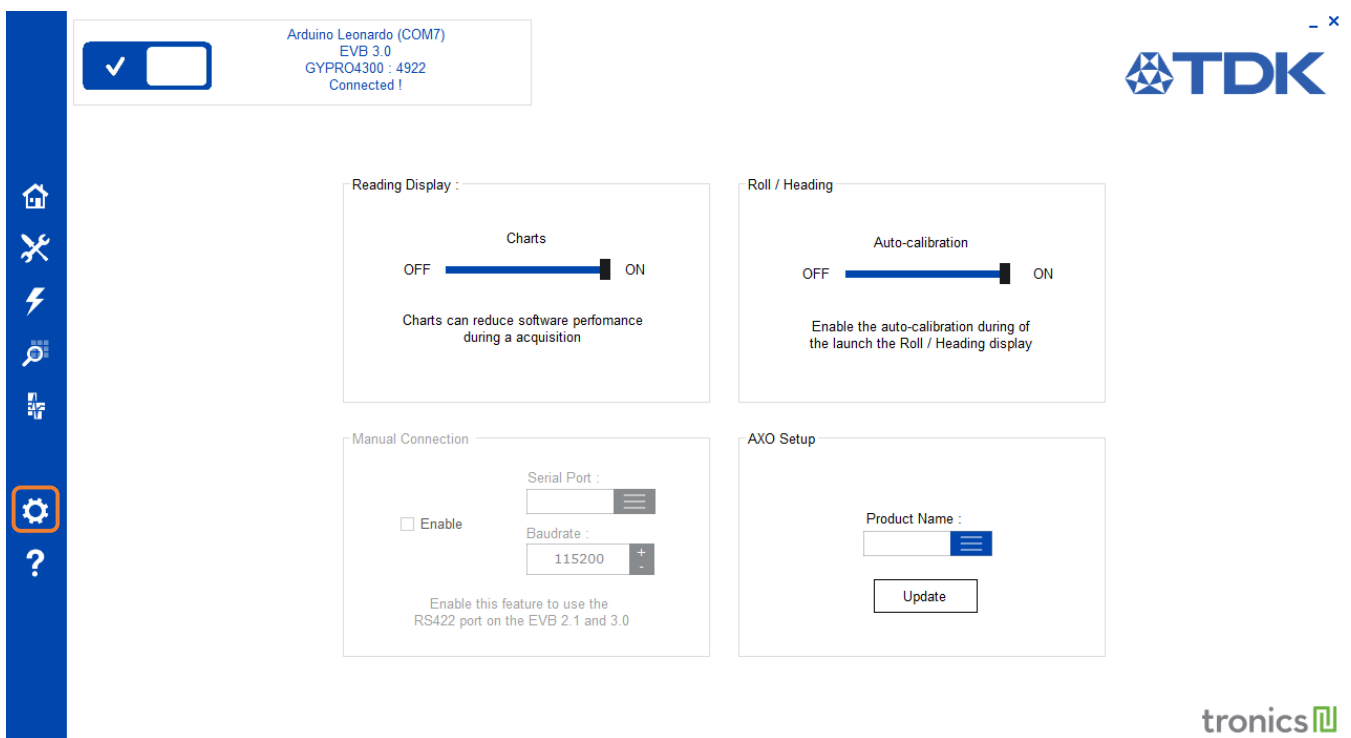 Arduino Leonardo (COM7)
EVB 3.0
GYPRO4300 : 4922
Connected !
TDK
Reading Display :
Charts
OFF ON
Charts can reduce software perfomance
during a acquisition
Roll / Heading
Auto-calibration
OFF ON
Enable the auto-calibration during of
the launch the Roll / Heading display
Manual Connection
Serial Port :
Enable
Baudrate :
115200
+
-
Enable this feature to use the
RS422 port on the EVB 2.1 and 3.0
AXO Setup
Product Name :
Update
?
tronics